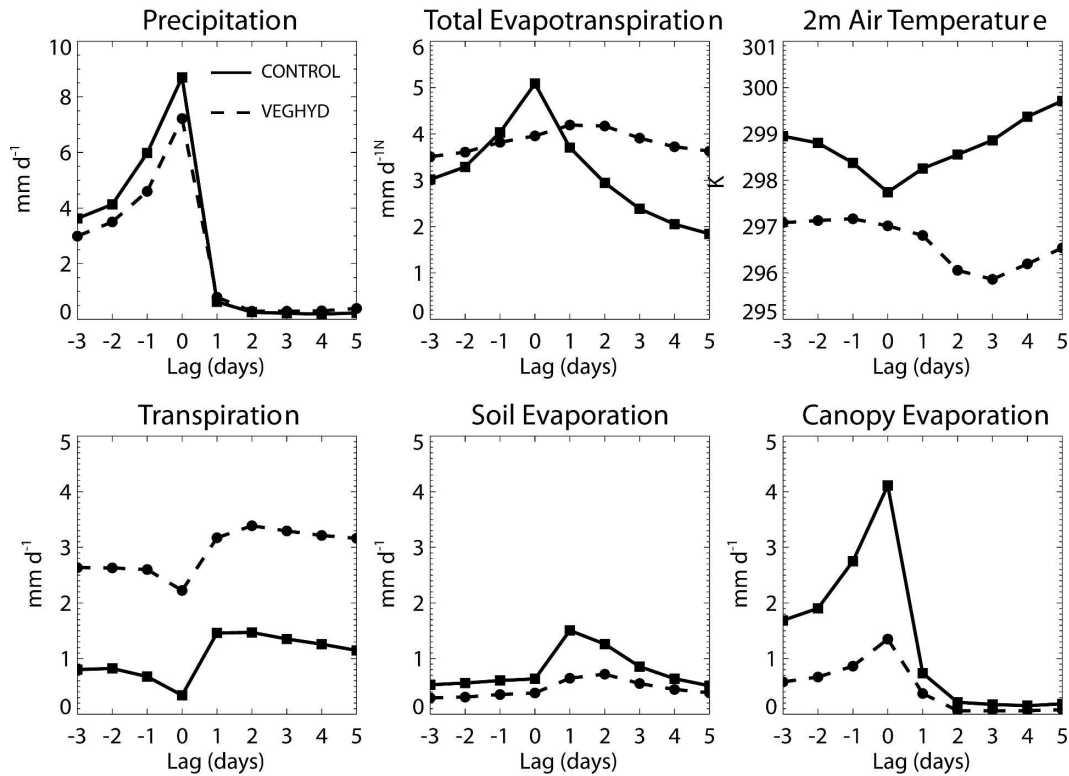 Precipitation
10
8
6
4
2
0
mm d-1
CONTROL
VEGHYD
-3 -2 -1 0 1 2 3 4 5
Lag (days)
Total Evapotranspiration
6
5
4
3
2
1
0
mm d-1N
-3 -2 -1 0 1 2 3 4 5
Lag (days)
2m Air Temperature
301
300
299
298
297
296
295
K
-3 -2 -1 0 1 2 3 4 5
Lag (days)
Transpiration
5
4
3
2
1
0
mm d-1
-3 -2 -1 0 1 2 3 4 5
Lag (days)
Soil Evaporation
5
4
3
2
1
0
mm d-1
-3 -2 -1 0 1 2 3 4 5
Lag (days)
Canopy Evaporation
5
4
3
2
1
0
mm d-1
-3 -2 -1 0 1 2 3 4 5
Lag (days)